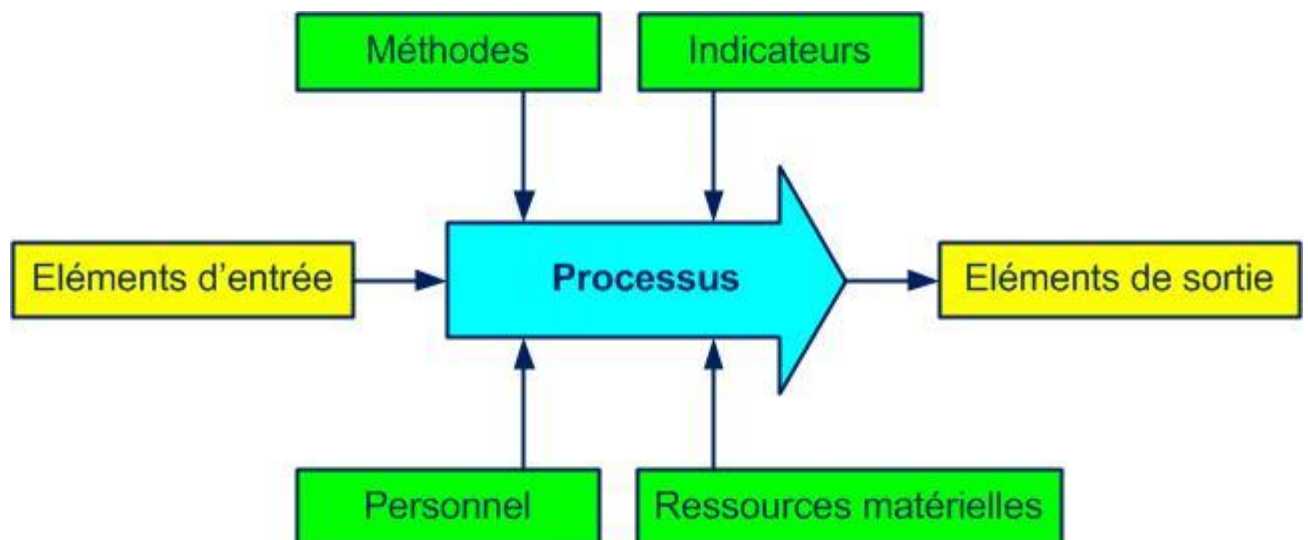 Méthodes
Indicateurs
Eléments d'entrée
Processus
Eléments de sortie
Personnel
Ressources matérielles